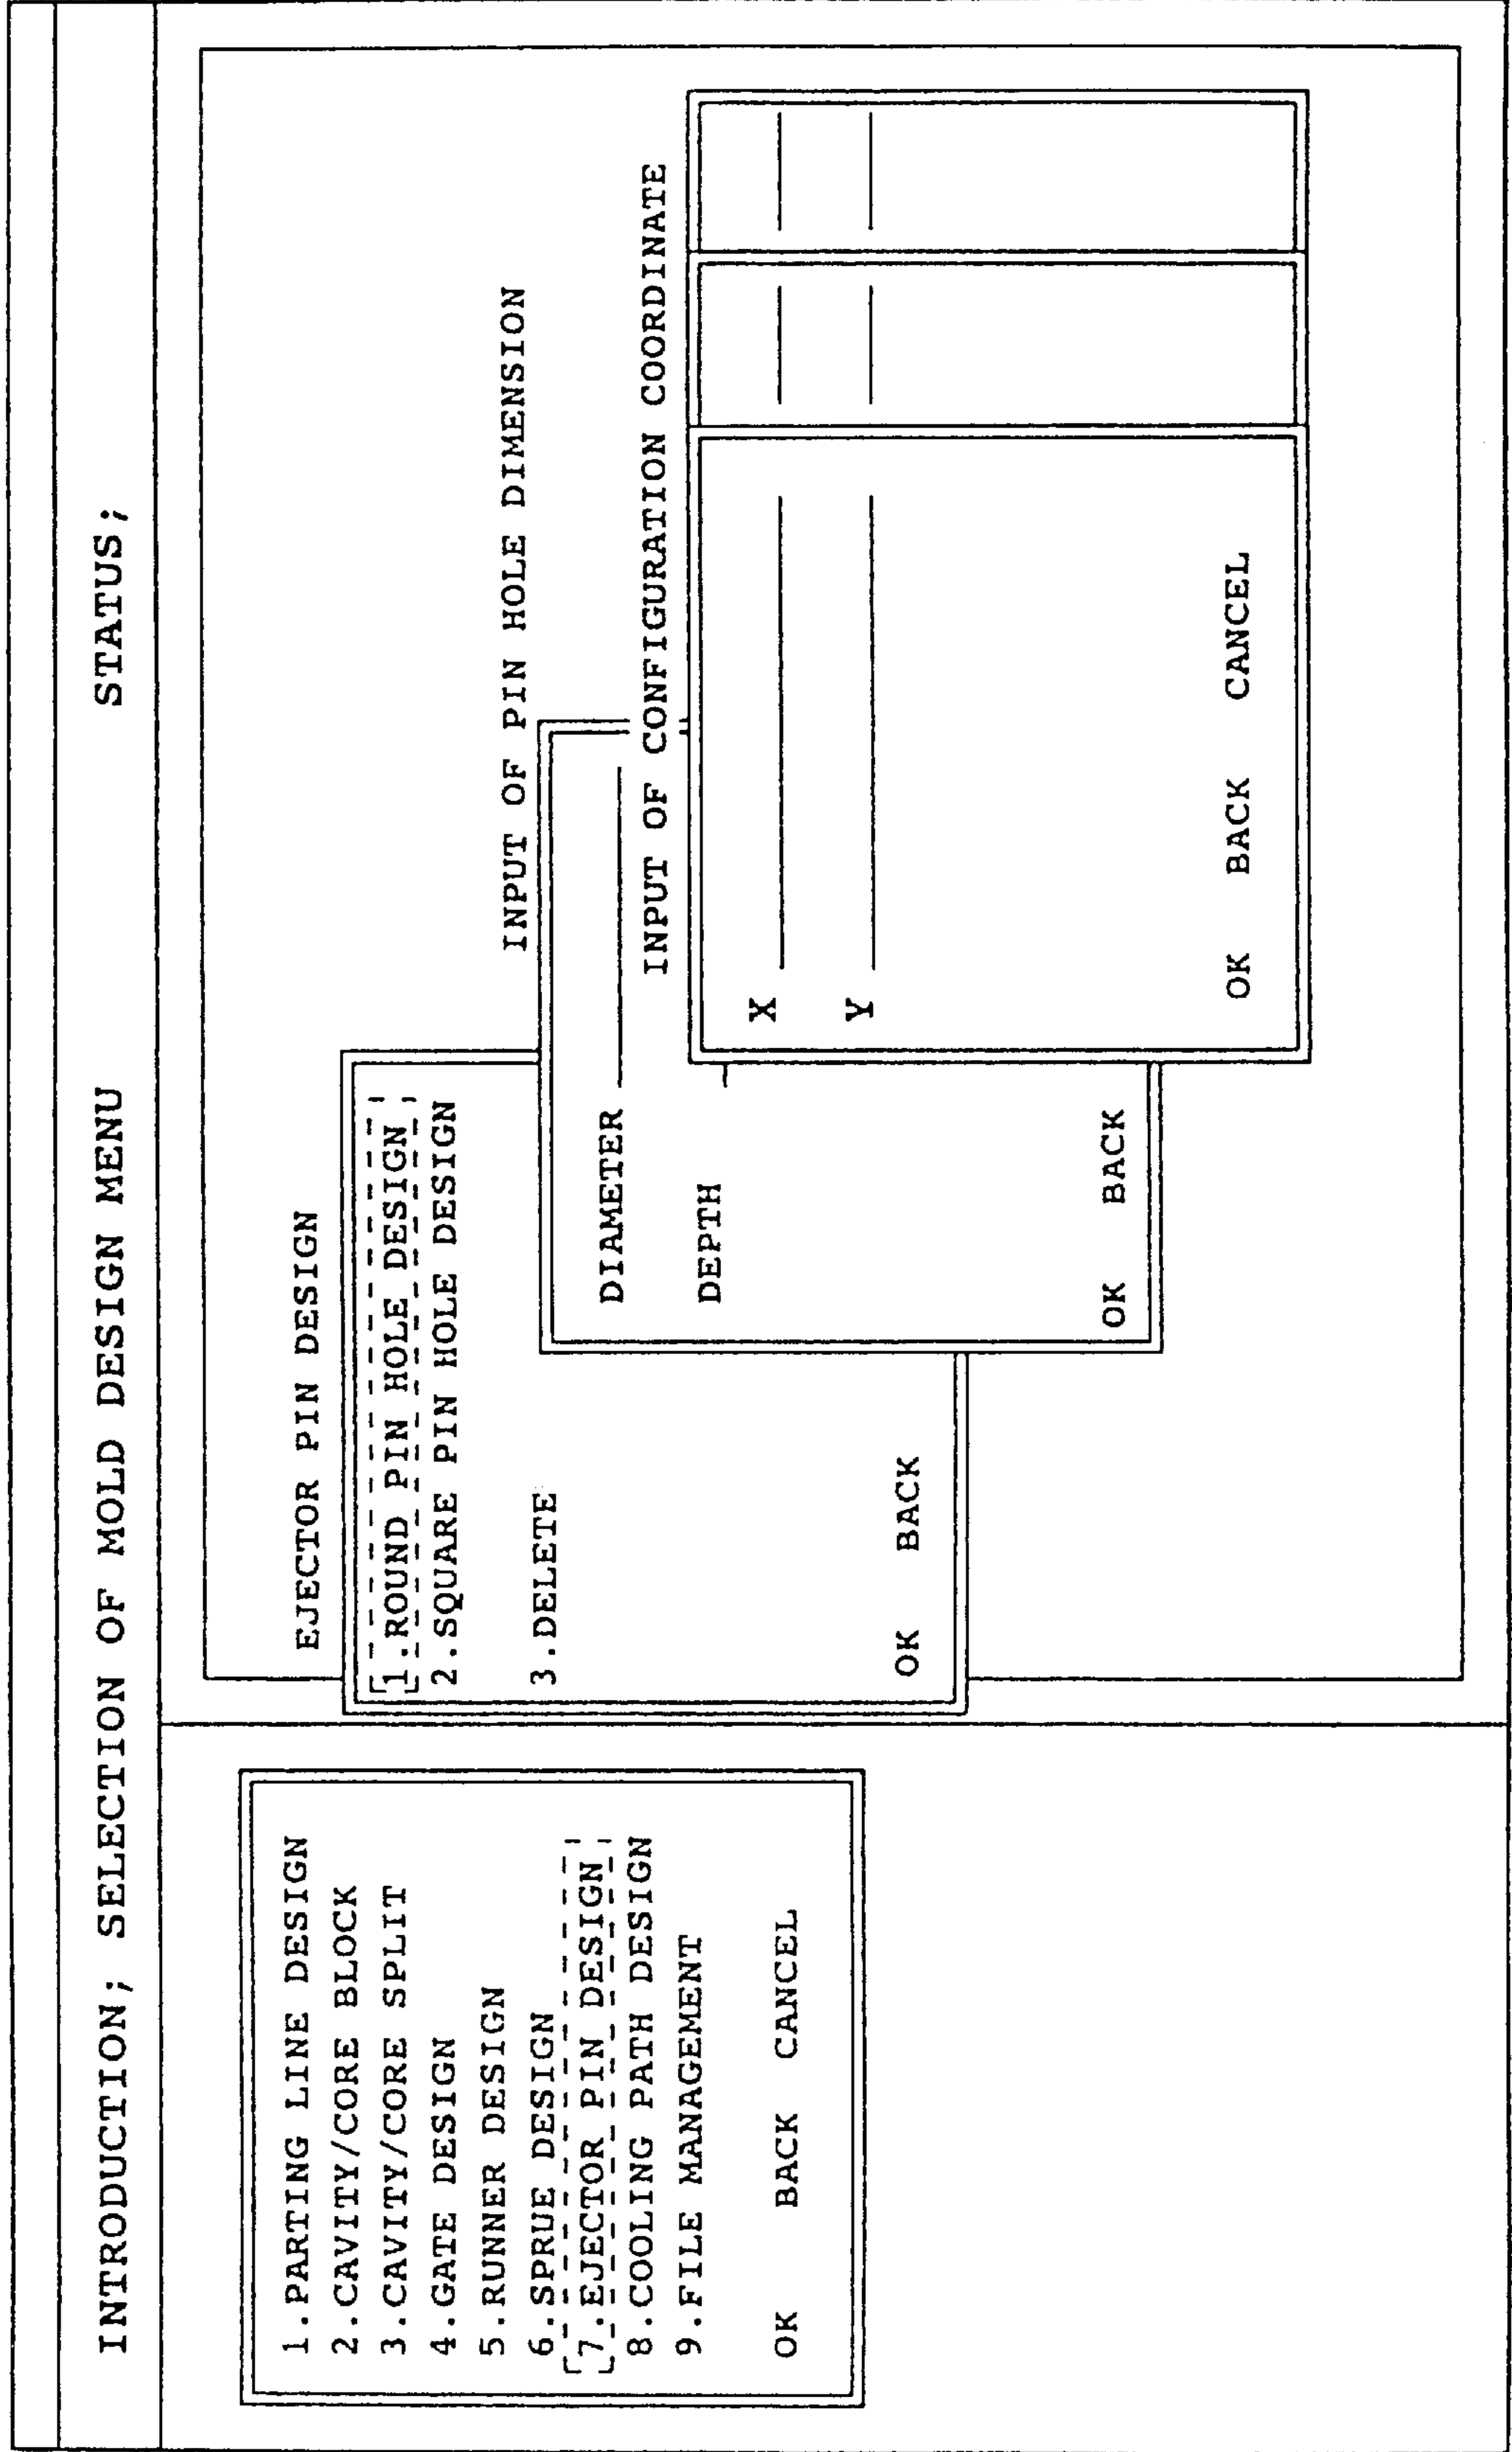 INTRODUCTION; SELECTION OF MOLD DESIGN MENU STATUS;
1.PARTING LINE DESIGN
2.CAVITY/CORE BLOCK
3.CAVITY/CORE SPLIT
4.GATE DESIGN
5.RUNNER DESIGN
6.SPRUE DESIGN
7.EJECTOR PIN DESIGN
8.COOLING PATH DESIGN
9.FILE MANAGEMENT
OK BACK CANCEL
EJECTOR PIN DESIGN
1.ROUND PIN HOLE DESIGN
2.SQUARE PIN HOLE DESIGN
3.DELETE
OK BACK
INPUT OF PIN HOLE DIMENSION
DIAMETER
DEPTH
OK BACK
INPUT OF CONFIGURATION COORDINATE
X
Y
OK BACK CANCEL